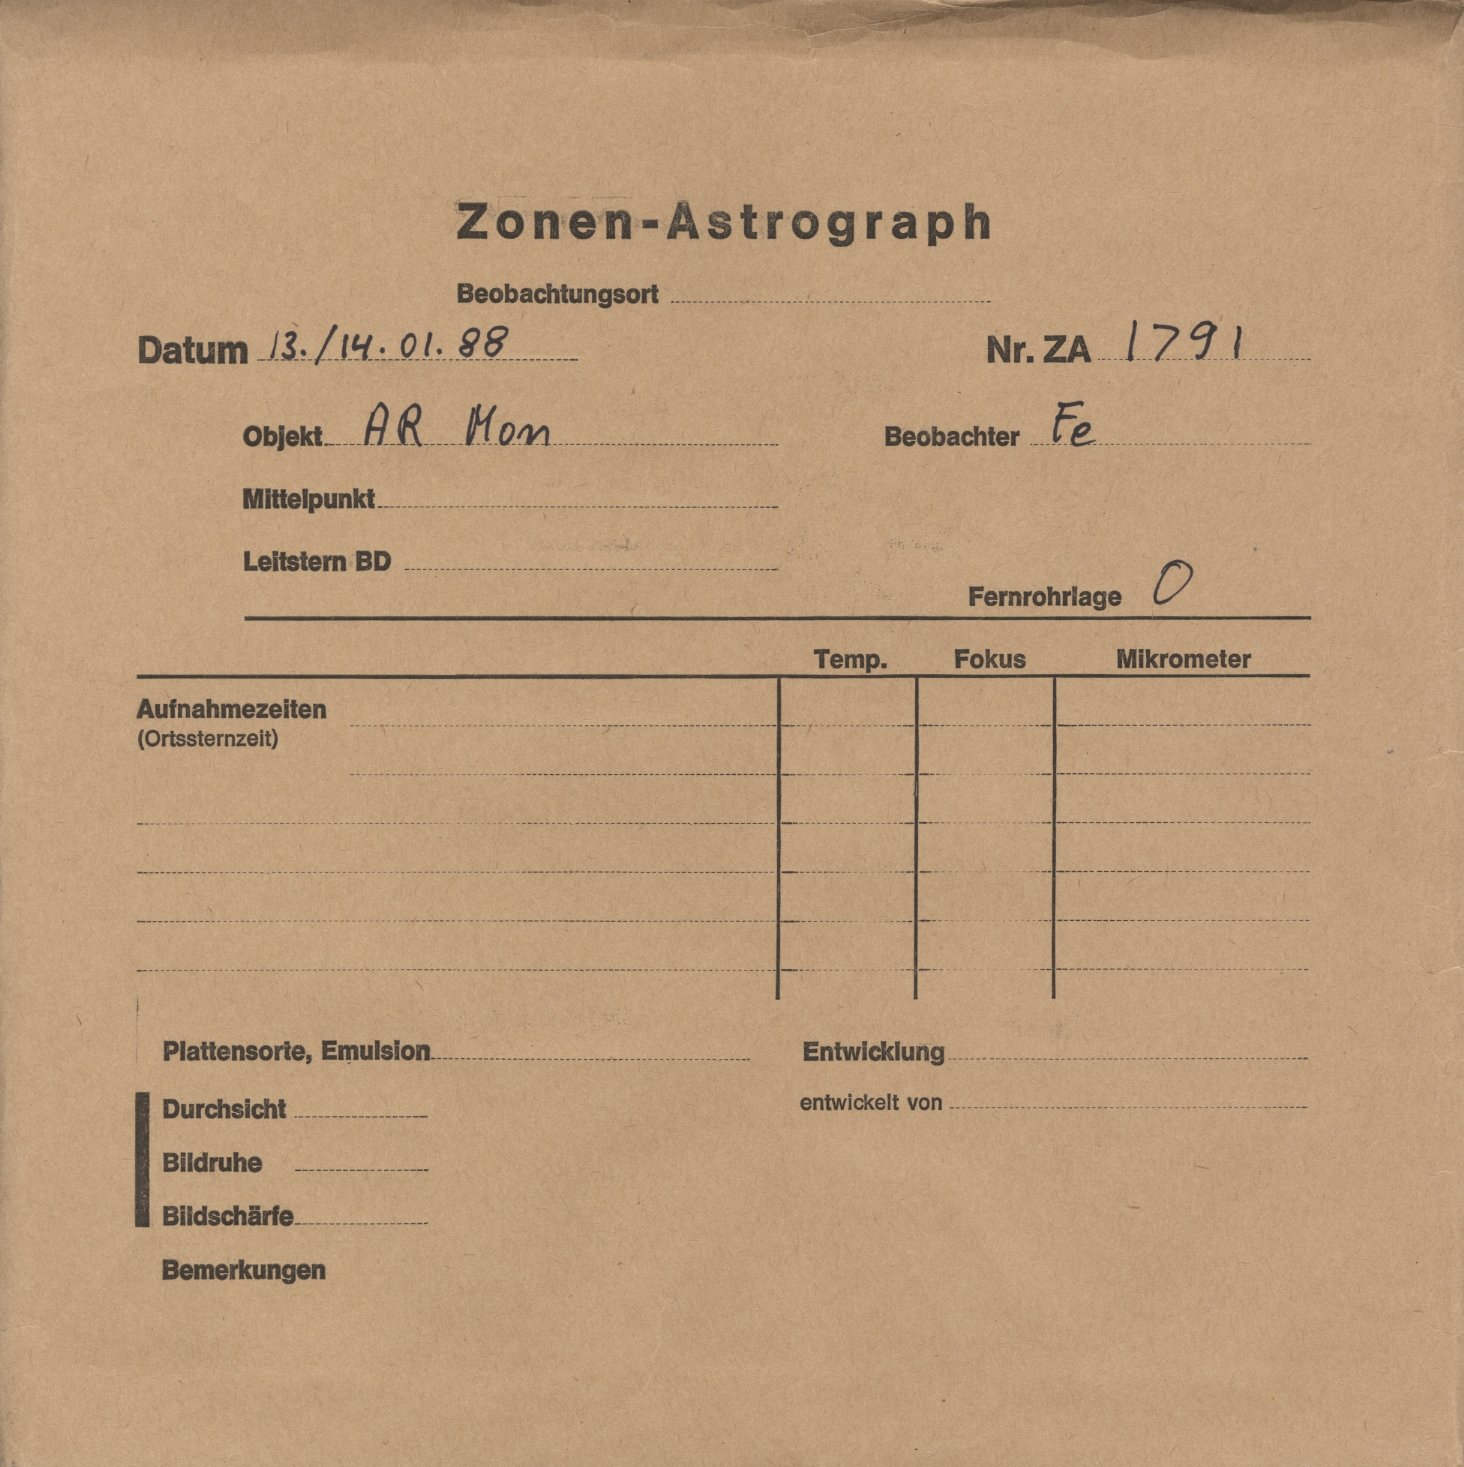 Zonen-Astrograph
Beobachtungsort
Datum 13./14.01.88 Nr. ZA 1791
Objekt AR Mon Beobachter Fe
Mittelpunkt
Leitstern BD
Fernrohrlage O
Temp. Fokus Mikrometer
Aufnahmezeiten
(Ortssternzeit)
Plattensorte, Emulsion Entwicklung
Durchsicht entwickelt von
Bildruhe
Bildschärfe
Bemerkungen